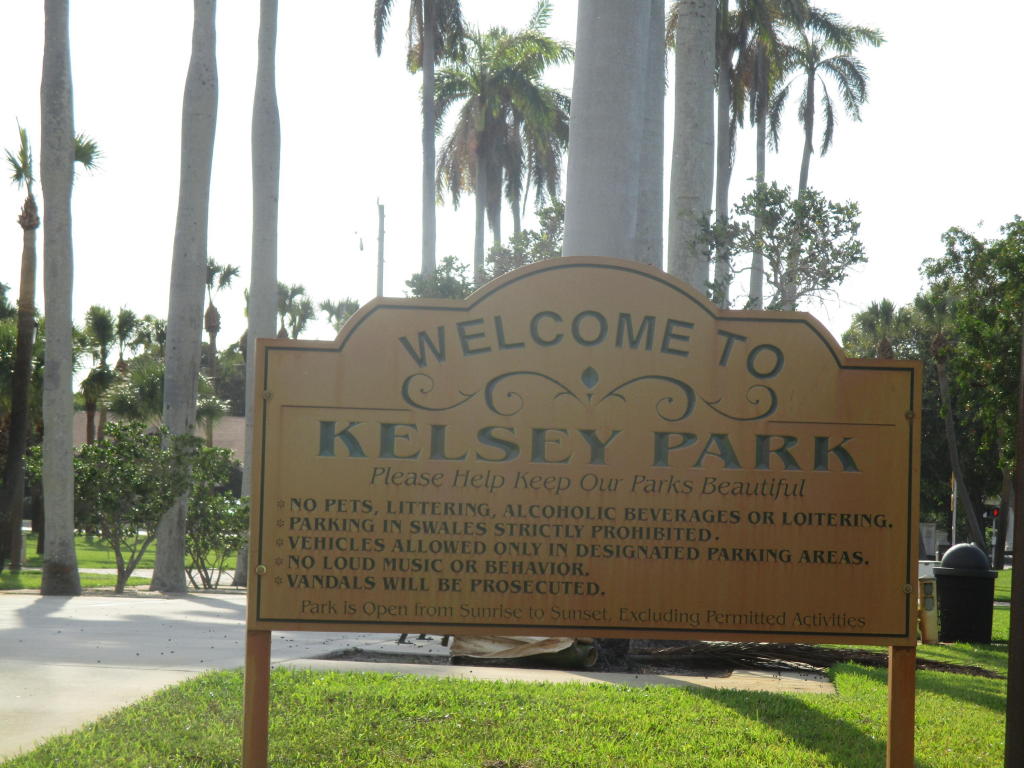 WELCOME TO
KELSEY PARK
Please Help Keep Our Parks Beautiful
* NO PETS, LITTERING, ALCOHOLIC BEVERAGES OR LOITERING.
* PARKING IN SWALES STRICTLY PROHIBITED.
* VEHICLES ALLOWED ONLY IN DESIGNATED PARKING AREAS.
* NO LOUD MUSIC OR BEHAVIOR.
* VANDALS WILL BE PROSECUTED.
Park is Open from Sunrise to Sunset, Excluding Permitted Activities